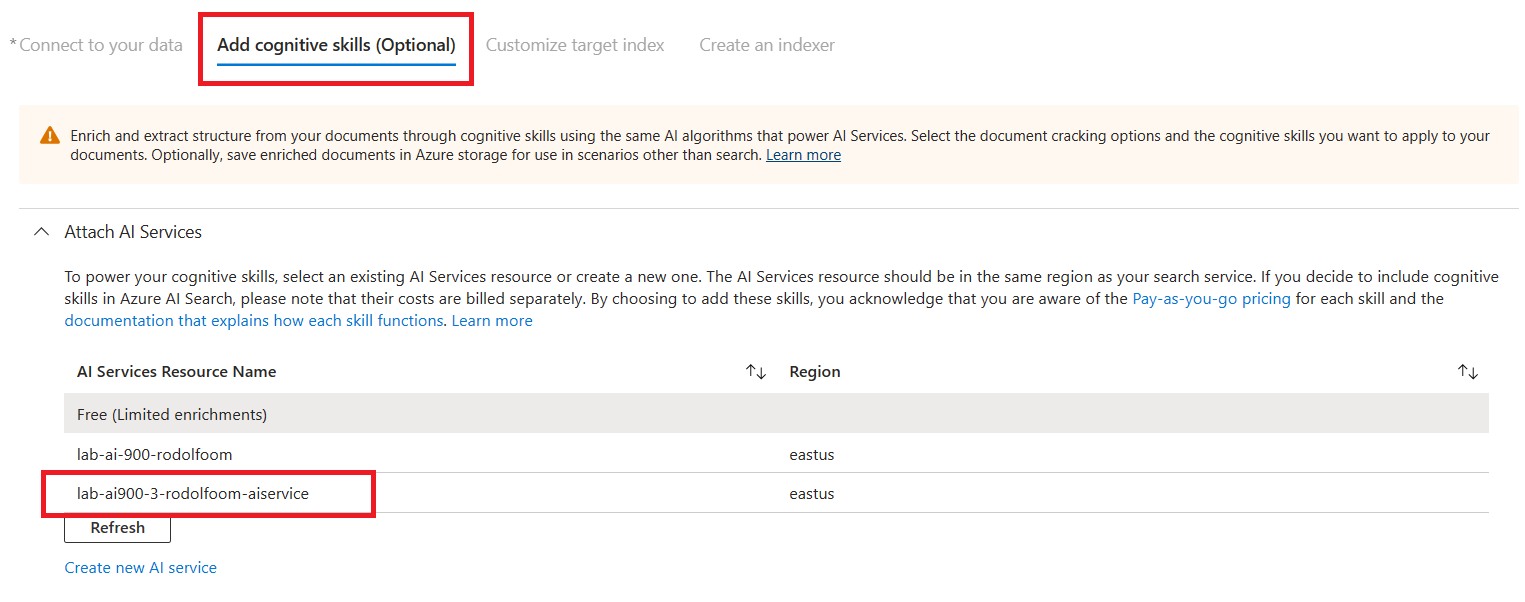 *Connect to your data Add cognitive skills (Optional) Customize target index Create an indexer
Enrich and extract structure from your documents through cognitive skills using the same AI algorithms that power AI Services. Select the document cracking options and the cognitive skills you want to apply to your
documents. Optionally, save enriched documents in Azure storage for use in scenarios other than search. Learn more
Attach AI Services
To power your cognitive skills, select an existing AI Services resource or create a new one. The AI Services resource should be in the same region as your search service. If you decide to include cognitive
skills in Azure AI Search, please note that their costs are billed separately. By choosing to add these skills, you acknowledge that you are aware of the Pay-as-you-go pricing for each skill and the
documentation that explains how each skill functions. Learn more
AI Services Resource Name Region
Free (Limited enrichments)
lab-ai-900-rodolfoom eastus
lab-ai900-3-rodolfoom-aiservice eastus
Refresh
Create new AI service